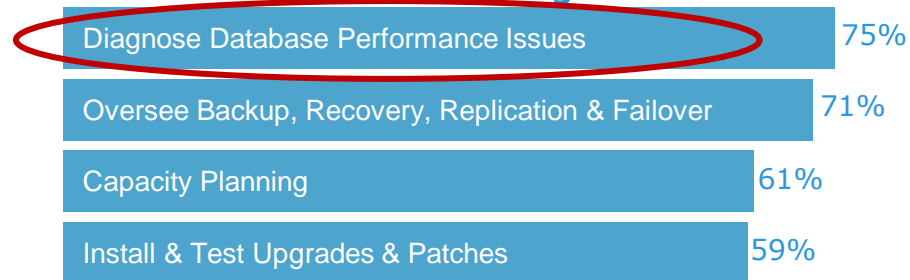 Diagnose Database Performance Issues 75%
Oversee Backup, Recovery, Replication & Failover 71%
Capacity Planning 61%
Install & Test Upgrades & Patches 59%